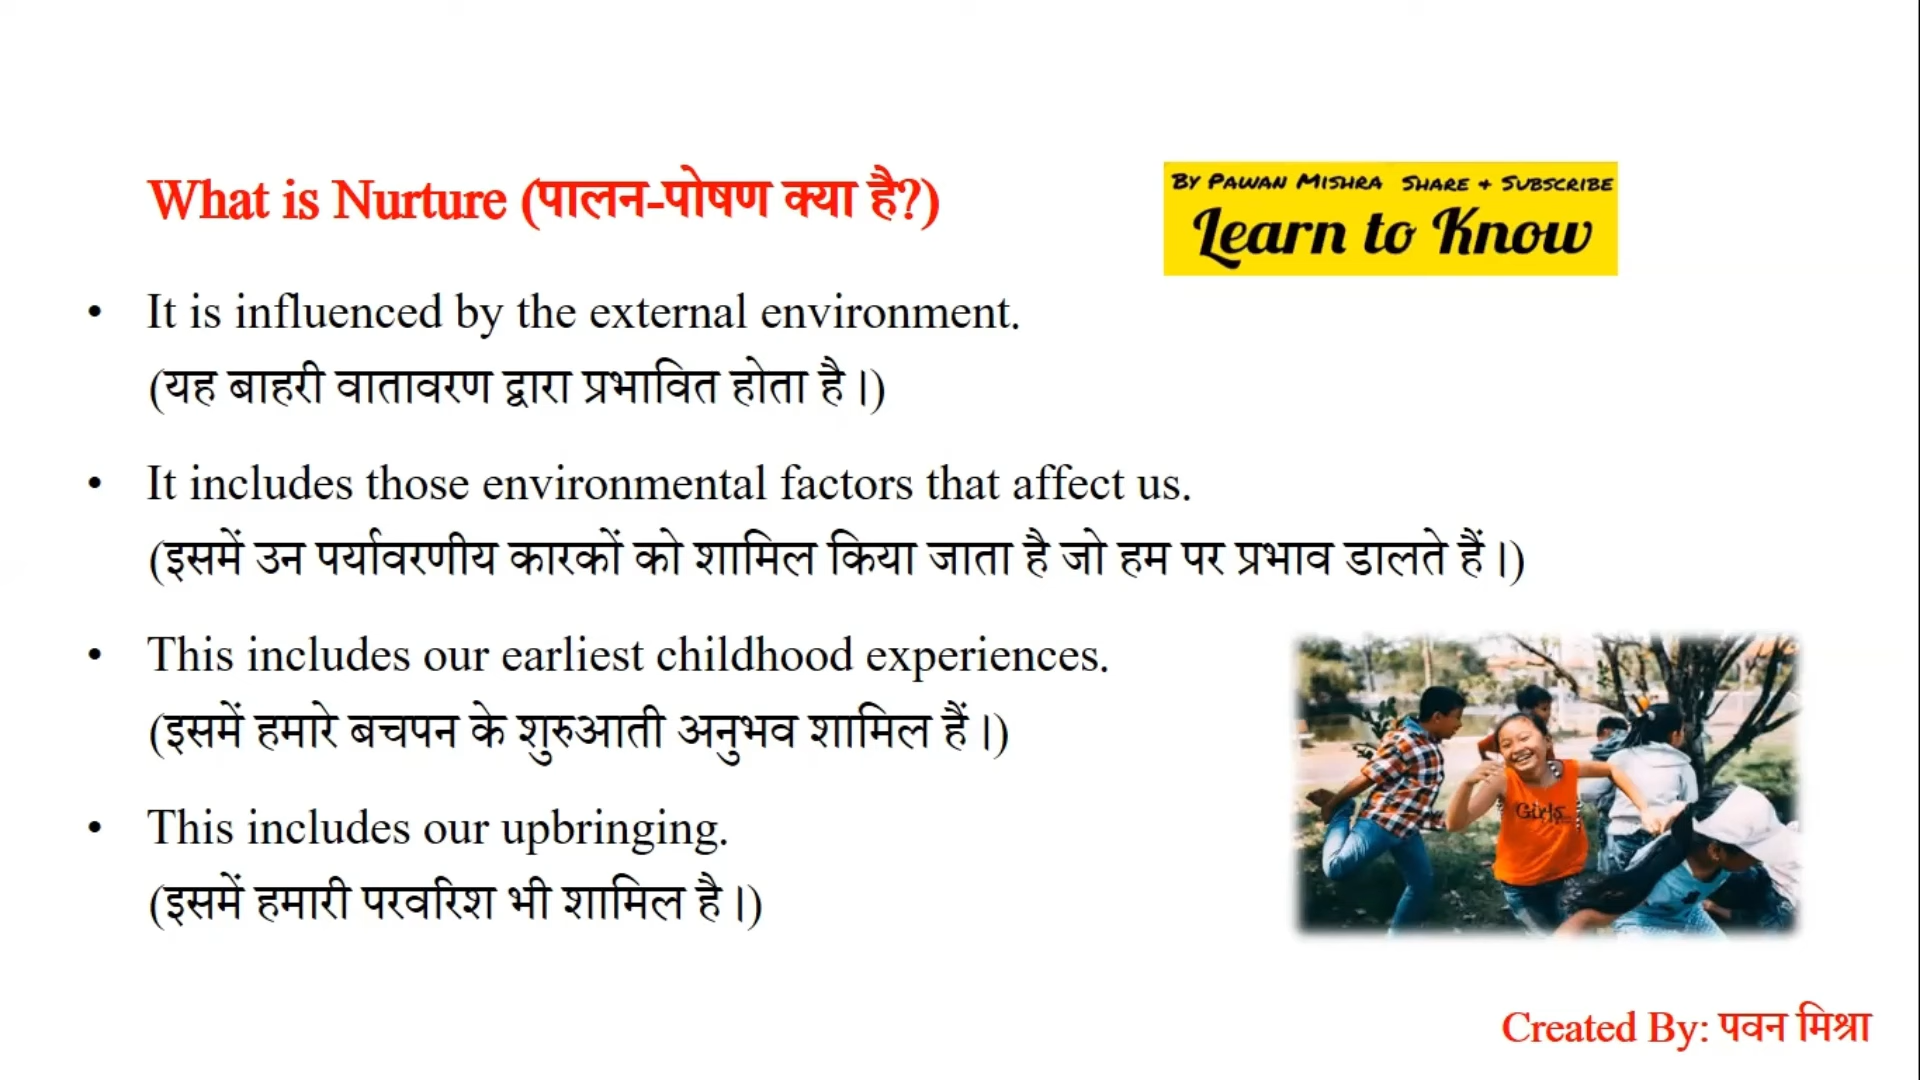 What is Nurture (पालन-पोषण क्या है?)
By Pawan Mishra Share + Subscribe
Learn to Know
• It is influenced by the external environment.
(यह बाहरी वातावरण द्वारा प्रभावित होता है।)
• It includes those environmental factors that affect us.
(इसमें उन पर्यावरणीय कारकों को शामिल किया जाता है जो हम पर प्रभाव डालते हैं।)
• This includes our earliest childhood experiences.
(इसमें हमारे बचपन के शुरुआती अनुभव शामिल हैं।)
• This includes our upbringing.
(इसमें हमारी परवरिश भी शामिल है।)
Girls
Created By: पवन मिश्रा